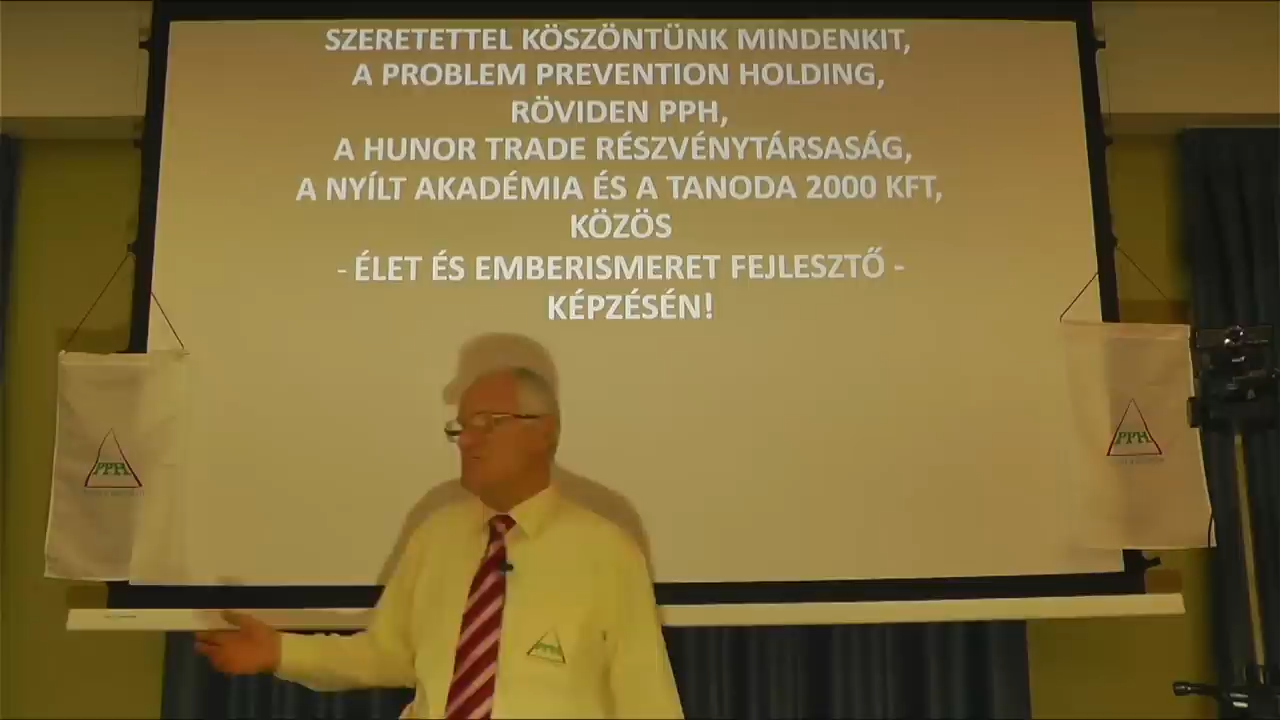 SZERETETTEL KÖSZÖNTÜNK MINDENKIT,
A PROBLEM PREVENTION HOLDING,
RÖVIDEN PPH,
A HUNOR TRADE RÉSZVÉNYTÁRSASÁG,
A NYÍLT AKADÉMIA ÉS A TANODA 2000 KFT,
KÖZÖS
- ÉLET ÉS EMBERISMERET FEJLESZTŐ -
KÉPZÉSÉN!
PPH
PPH
PPH